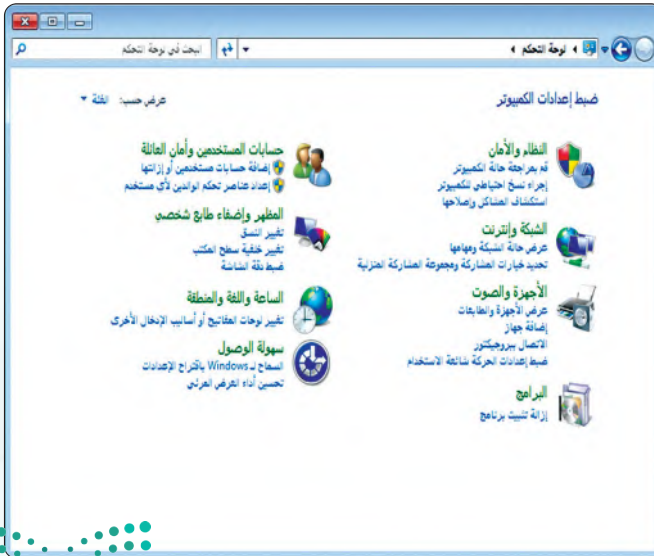 لوحة التحكم
ابحث في لوحة التحكم
ضبط إعدادات الكمبيوتر
عرض حسب: الفئة
النظام والأمان
قم بمراجعة حالة الكمبيوتر
إجراء نسخ احتياطي للكمبيوتر
استكشاف المشاكل وإصلاحها
الشبكة وإنترنت
عرض حالة الشبكة ومهامها
تحديد خيارات المشاركة ومجموعة المشاركة المنزلية
الأجهزة والصوت
عرض الأجهزة والطابعات
إضافة جهاز
الاتصال ببروجيكتور
ضبط إعدادات الحركة شائعة الاستخدام
البرامج
إزالة تثبيت برنامج
حسابات المستخدمين وأمان العائلة
إضافة حسابات مستخدمين أو إزالتها
إعداد عناصر تحكم الوالدين لأي مستخدم
المظهر وإضفاء طابع شخصي
تغيير النسق
تغيير خلفية سطح المكتب
ضبط دقة الشاشة
الساعة واللغة والمنطقة
تغيير لوحات المفاتيح أو أساليب الإدخال الأخرى
سهولة الوصول
السماح لـ Windows باقتراح الإعدادات
تحسين أداء العرض المرئي